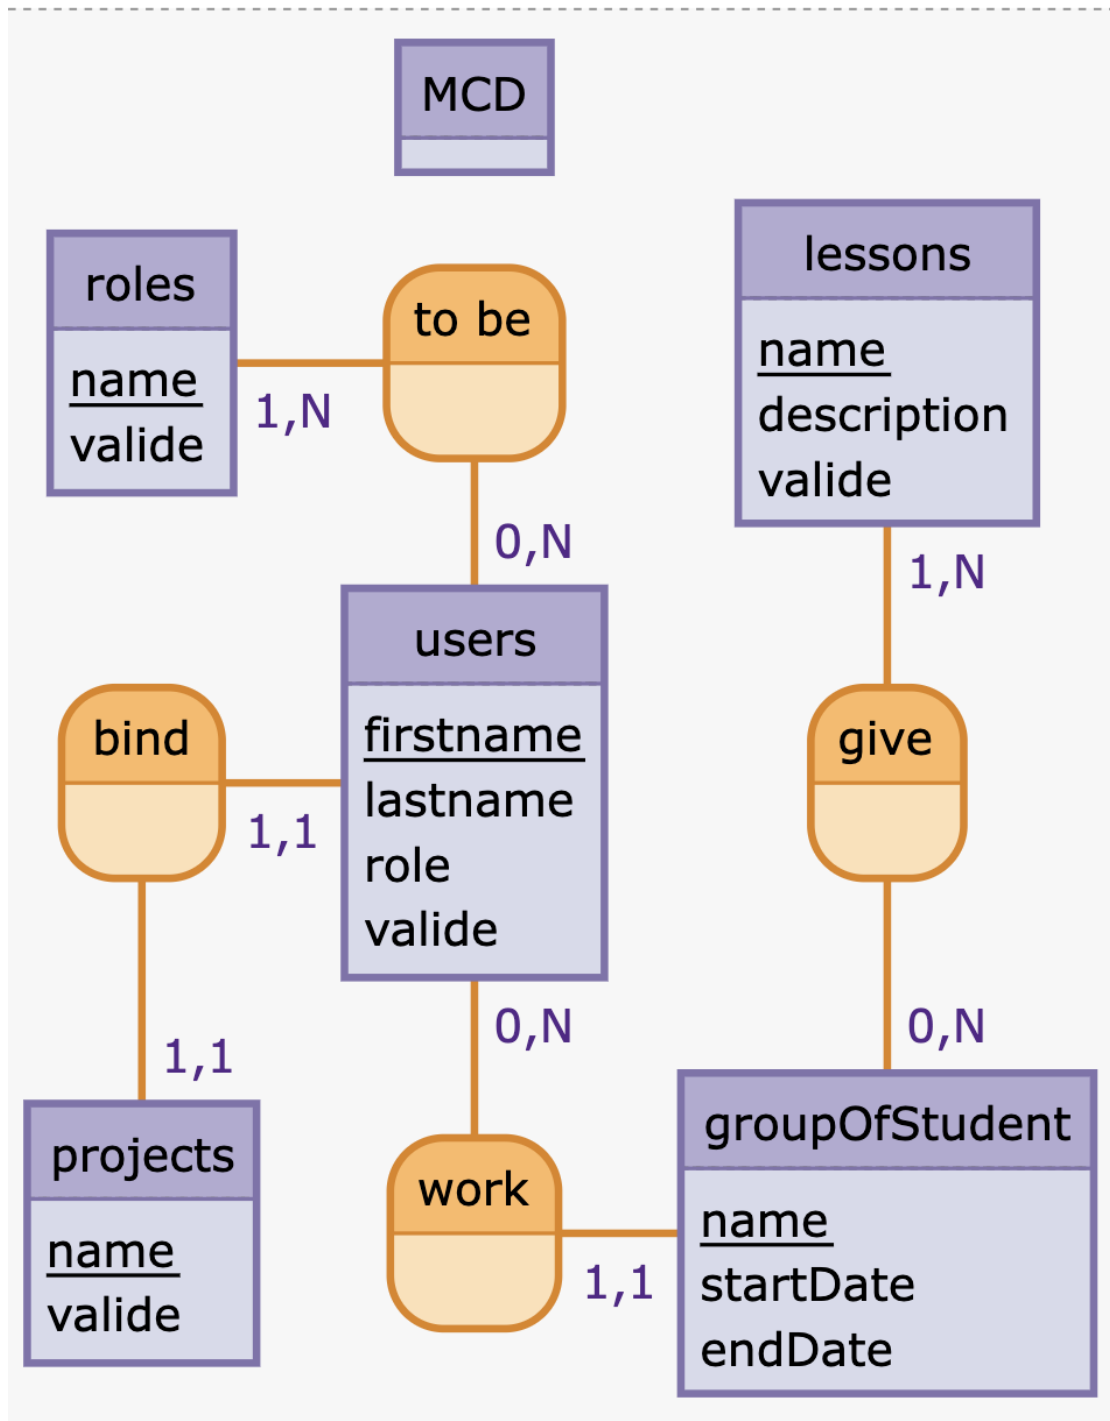 MCD
roles
name
valide
1,N
to be
0,N
lessons
name
description
valide
1,N
users
firstname
lastname
role
valide
bind
1,1
give
0,N
1,1
0,N
projects
name
valide
work
1,1
groupOfStudent
name
startDate
endDate